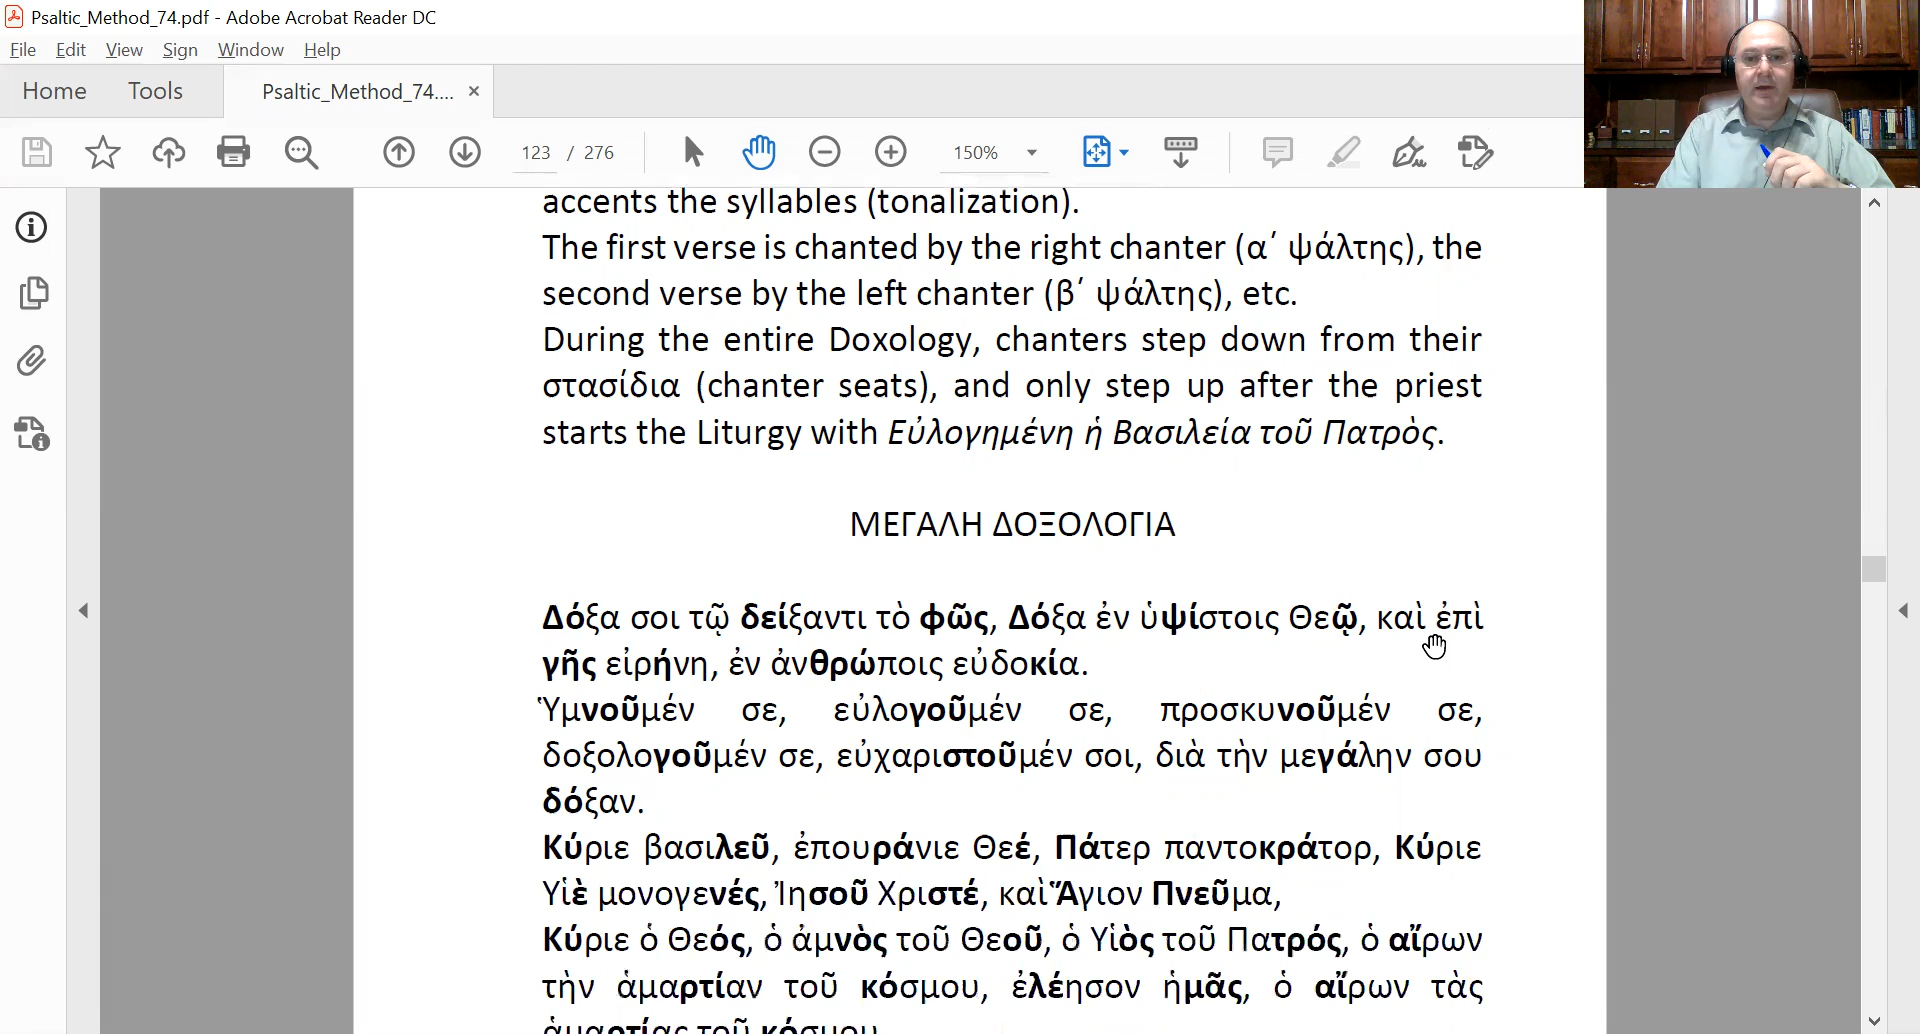 Psaltic_Method_74.pdf - Adobe Acrobat Reader DC
File Edit View Sign Window Help
Home Tools Psaltic_Method_74.... ×
123 / 276 150%
accents the syllables (tonalization).
The first verse is chanted by the right chanter (α΄ ψάλτης), the
second verse by the left chanter (β΄ ψάλτης), etc.
During the entire Doxology, chanters step down from their
στασίδια (chanter seats), and only step up after the priest
starts the Liturgy with Εὐλογημένη ἡ Βασιλεία τοῦ Πατρὸς.
ΜΕΓΑΛΗ ΔΟΞΟΛΟΓΙΑ
Δόξα σοι τῷ δείξαντι τὸ φῶς, Δόξα ἐν ὑψίστοις Θεῷ, καὶ ἐπὶ
γῆς εἰρήνη, ἐν ἀνθρώποις εὐδοκία.
Ὑμνοῦμέν σε, εὐλογοῦμέν σε, προσκυνοῦμέν σε,
δοξολογοῦμέν σε, εὐχαριστοῦμέν σοι, διὰ τὴν μεγάλην σου
δόξαν.
Κύριε βασιλεῦ, ἐπουράνιε Θεέ, Πάτερ παντοκράτορ, Κύριε
Υἱὲ μονογενές, Ἰησοῦ Χριστέ, καὶ Ἅγιον Πνεῦμα,
Κύριε ὁ Θεός, ὁ ἀμνὸς τοῦ Θεοῦ, ὁ Υἱὸς τοῦ Πατρός, ὁ αἴρων
τὴν ἁμαρτίαν τοῦ κόσμου, ἐλέησον ἡμᾶς, ὁ αἴρων τὰς
ἁμαρτίας τοῦ κόσμου